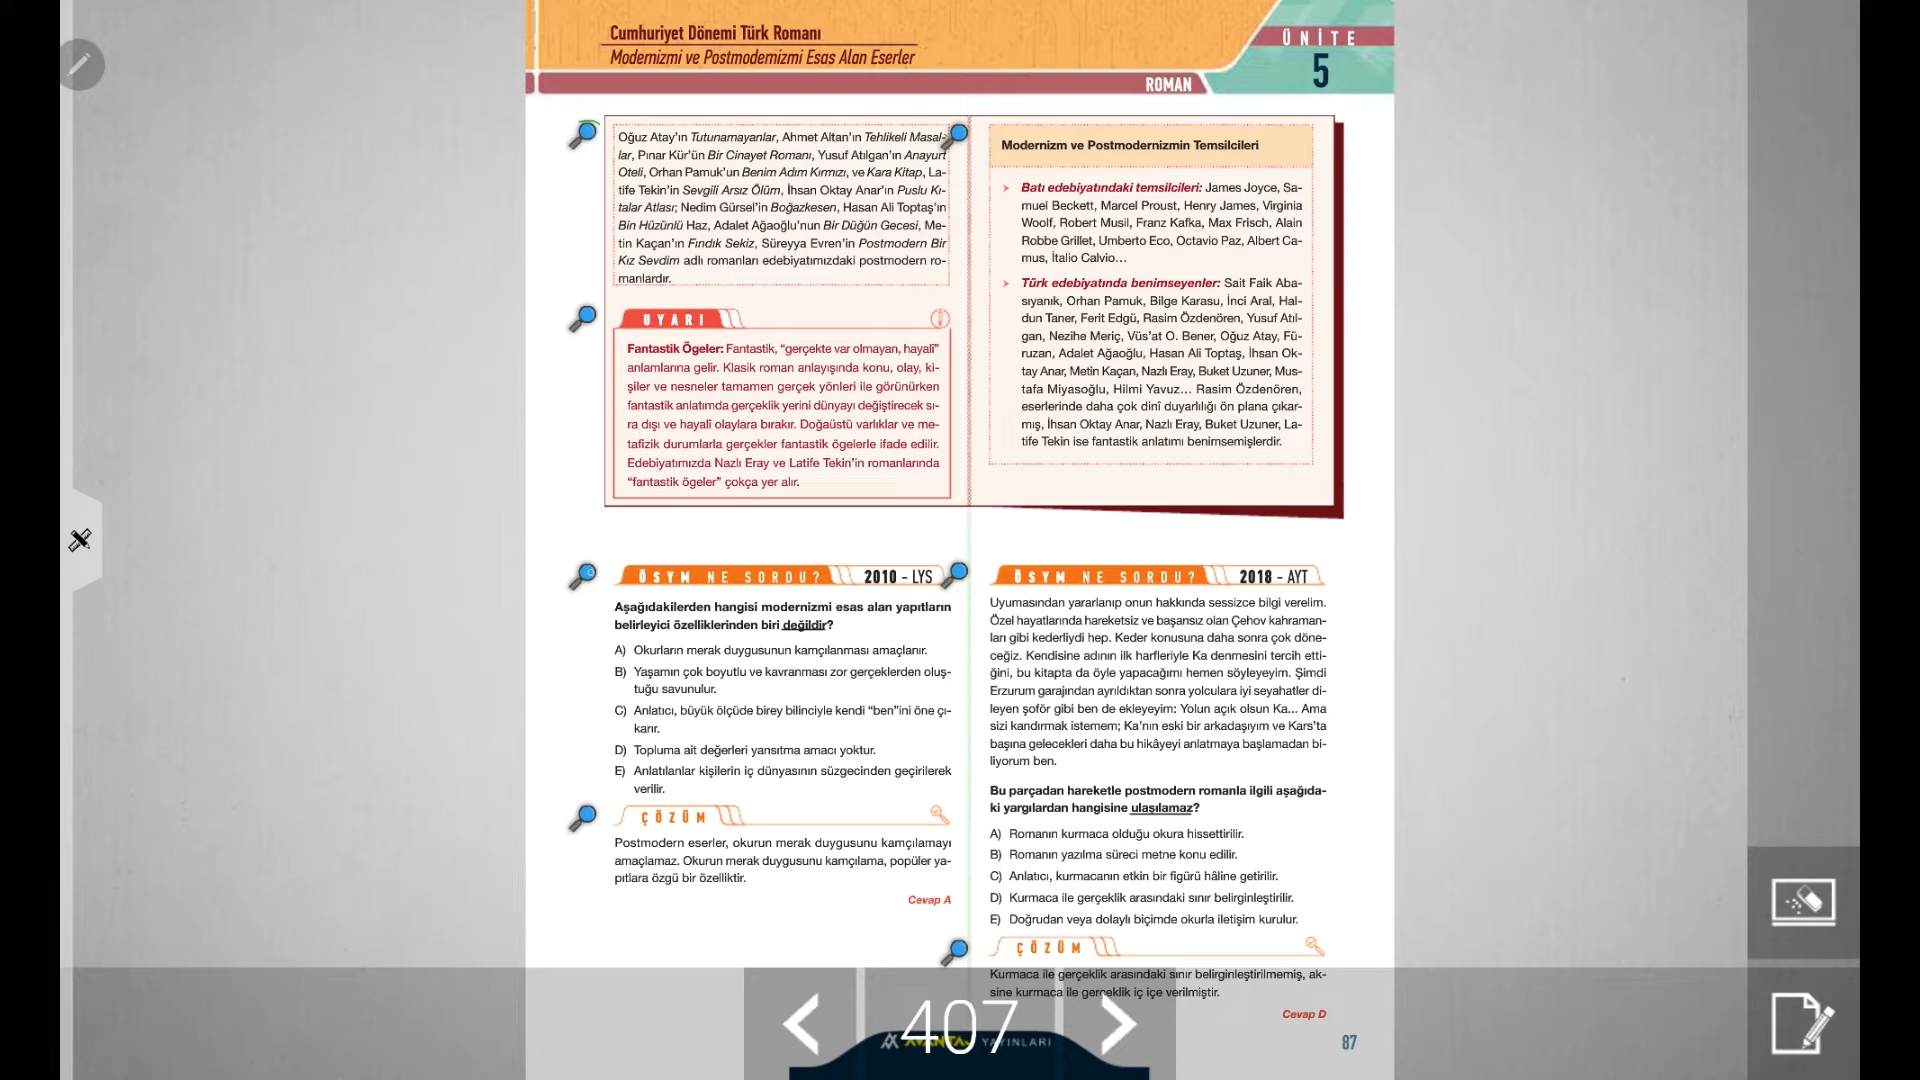 Cumhuriyet Dönemi Türk Romanı
Modernizmi ve Postmodernizmi Esas Alan Eserler
ÜNİTE
5
ROMAN
Oğuz Atay’ın Tutunamayanlar, Ahmet Altan’ın Tehlikeli Masal-
lar, Pınar Kür’ün Bir Cinayet Romanı, Yusuf Atılgan’ın Anayurt
Oteli, Orhan Pamuk’un Benim Adım Kırmızı, ve Kara Kitap, La-
tife Tekin’in Sevgili Arsız Ölüm, İhsan Oktay Anar’ın Puslu Kı-
talar Atlası; Nedim Gürsel’in Boğazkesen, Hasan Ali Toptaş’ın
Bin Hüzünlü Haz, Adalet Ağaoğlu’nun Bir Düğün Gecesi, Me-
tin Kaçan’ın Fındık Sekiz, Süreyya Evren’in Postmodern Bir
Kız Sevdim adlı romanları edebiyatımızdaki postmodern ro-
manlardır.
UYARI
Fantastik Ögeler: Fantastik, “gerçekte var olmayan, hayalî”
anlamlarına gelir. Klasik roman anlayışında konu, olay, ki-
şiler ve nesneler tamamen gerçek yönleri ile görünürken
fantastik anlatımda gerçeklik yerini dünyayı değiştirecek sı-
ra dışı ve hayalî olaylara bırakır. Doğaüstü varlıklar ve me-
tafizik durumlarla gerçekler fantastik ögelerle ifade edilir.
Edebiyatımızda Nazlı Eray ve Latife Tekin’in romanlarında
“fantastik ögeler” çokça yer alır.
Modernizm ve Postmodernizmin Temsilcileri
➢ Batı edebiyatındaki temsilcileri: James Joyce, Sa-
muel Beckett, Marcel Proust, Henry James, Virginia
Woolf, Robert Musil, Franz Kafka, Max Frisch, Alain
Robbe Grillet, Umberto Eco, Octavio Paz, Albert Ca-
mus, İtalio Calvio…
➢ Türk edebiyatında benimseyenler: Sait Faik Aba-
sıyanık, Orhan Pamuk, Bilge Karasu, İnci Aral, Hal-
dun Taner, Ferit Edgü, Rasim Özdenören, Yusuf Atıl-
gan, Nezihe Meriç, Vüs’at O. Bener, Oğuz Atay, Fü-
ruzan, Adalet Ağaoğlu, Hasan Ali Toptaş, İhsan Ok-
tay Anar, Metin Kaçan, Nazlı Eray, Buket Uzuner, Mus-
tafa Miyasoğlu, Hilmi Yavuz… Rasim Özdenören,
eserlerinde daha çok dinî duyarlılığı ön plana çıkar-
mış, İhsan Oktay Anar, Nazlı Eray, Buket Uzuner, La-
tife Tekin ise fantastik anlatımı benimsemişlerdir.
ÖSYM NE SORDU? 2010 - LYS
Aşağıdakilerden hangisi modernizmi esas alan yapıtların
belirleyici özelliklerinden biri değildir?
A) Okurların merak duygusunun kamçılanması amaçlanır.
B) Yaşamın çok boyutlu ve kavranması zor gerçeklerden oluş-
tuğu savunulur.
C) Anlatıcı, büyük ölçüde birey bilinciyle kendi “ben”ini öne çı-
karır.
D) Topluma ait değerleri yansıtma amacı yoktur.
E) Anlatılanlar kişilerin iç dünyasının süzgecinden geçirilerek
verilir.
ÇÖZÜM
Postmodern eserler, okurun merak duygusunu kamçılamayı
amaçlamaz. Okurun merak duygusunu kamçılama, popüler ya-
pıtlara özgü bir özelliktir.
Cevap A
ÖSYM NE SORDU? 2018 - AYT
Uyumasından yararlanıp onun hakkında sessizce bilgi verelim.
Özel hayatlarında hareketsiz ve başarısız olan Çehov kahraman-
ları gibi kederliydi hep. Keder konusuna daha sonra çok döne-
ceğiz. Kendisine adının ilk harfleriyle Ka denmesini tercih etti-
ğini, bu kitapta da öyle yapacağımı hemen söyleyeyim. Şimdi
Erzurum garajından ayrıldıktan sonra yolculara iyi seyahatler di-
leyen şoför gibi ben de ekleyeyim: Yolun açık olsun Ka... Ama
sizi kandırmak istemem; Ka’nın eski bir arkadaşıyım ve Kars’ta
başına gelecekleri daha bu hikâyeyi anlatmaya başlamadan bi-
liyorum ben.
Bu parçadan hareketle postmodern romanla ilgili aşağıda-
ki yargılardan hangisine ulaşılamaz?
A) Romanın kurmaca olduğu okura hissettirilir.
B) Romanın yazılma süreci metne konu edilir.
C) Anlatıcı, kurmacanın etkin bir figürü hâline getirilir.
D) Kurmaca ile gerçeklik arasındaki sınır belirginleştirilir.
E) Doğrudan veya dolaylı biçimde okurla iletişim kurulur.
ÇÖZÜM
Kurmaca ile gerçeklik arasındaki sınır belirginleştirilmemiş, ak-
sine kurmaca ile gerçeklik iç içe verilmiştir.
Cevap D
407
YAYINLARI
87